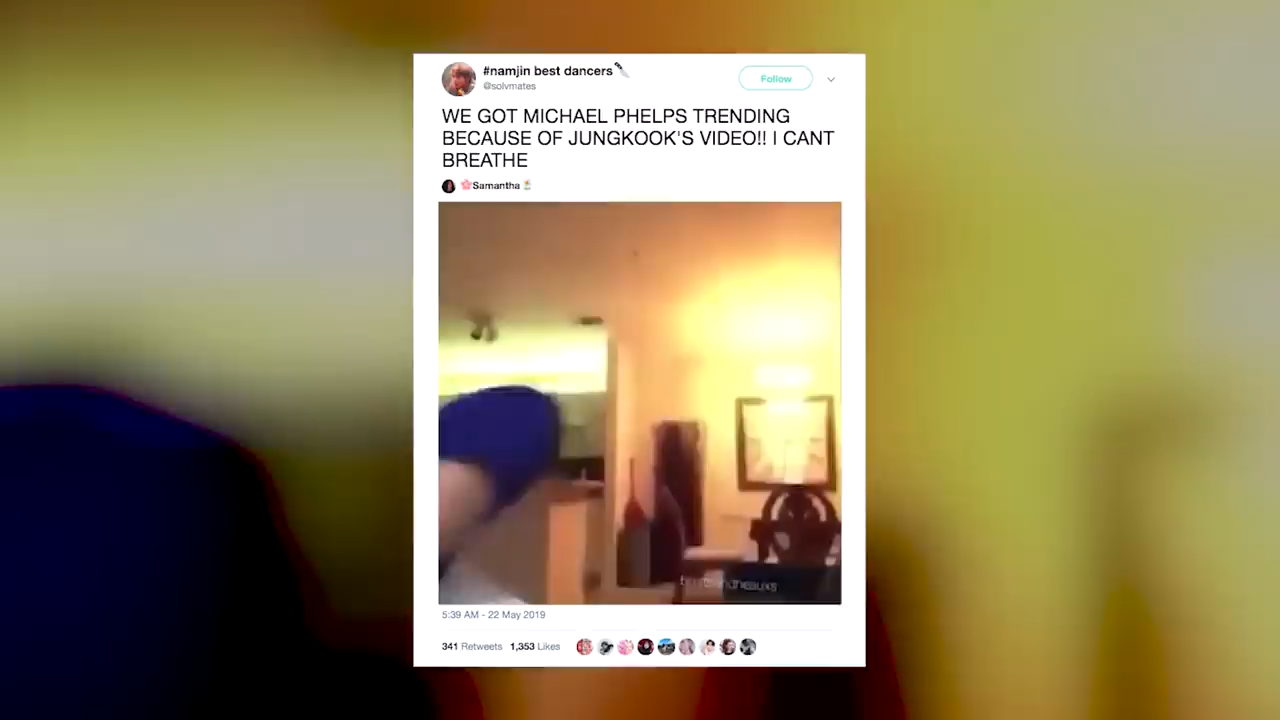 #namjin best dancers
@solvmates
Follow
WE GOT MICHAEL PHELPS TRENDING
BECAUSE OF JUNGKOOK'S VIDEO!! I CANT
BREATHE
Samantha
5:39 AM - 22 May 2019
341 Retweets 1,353 Likes